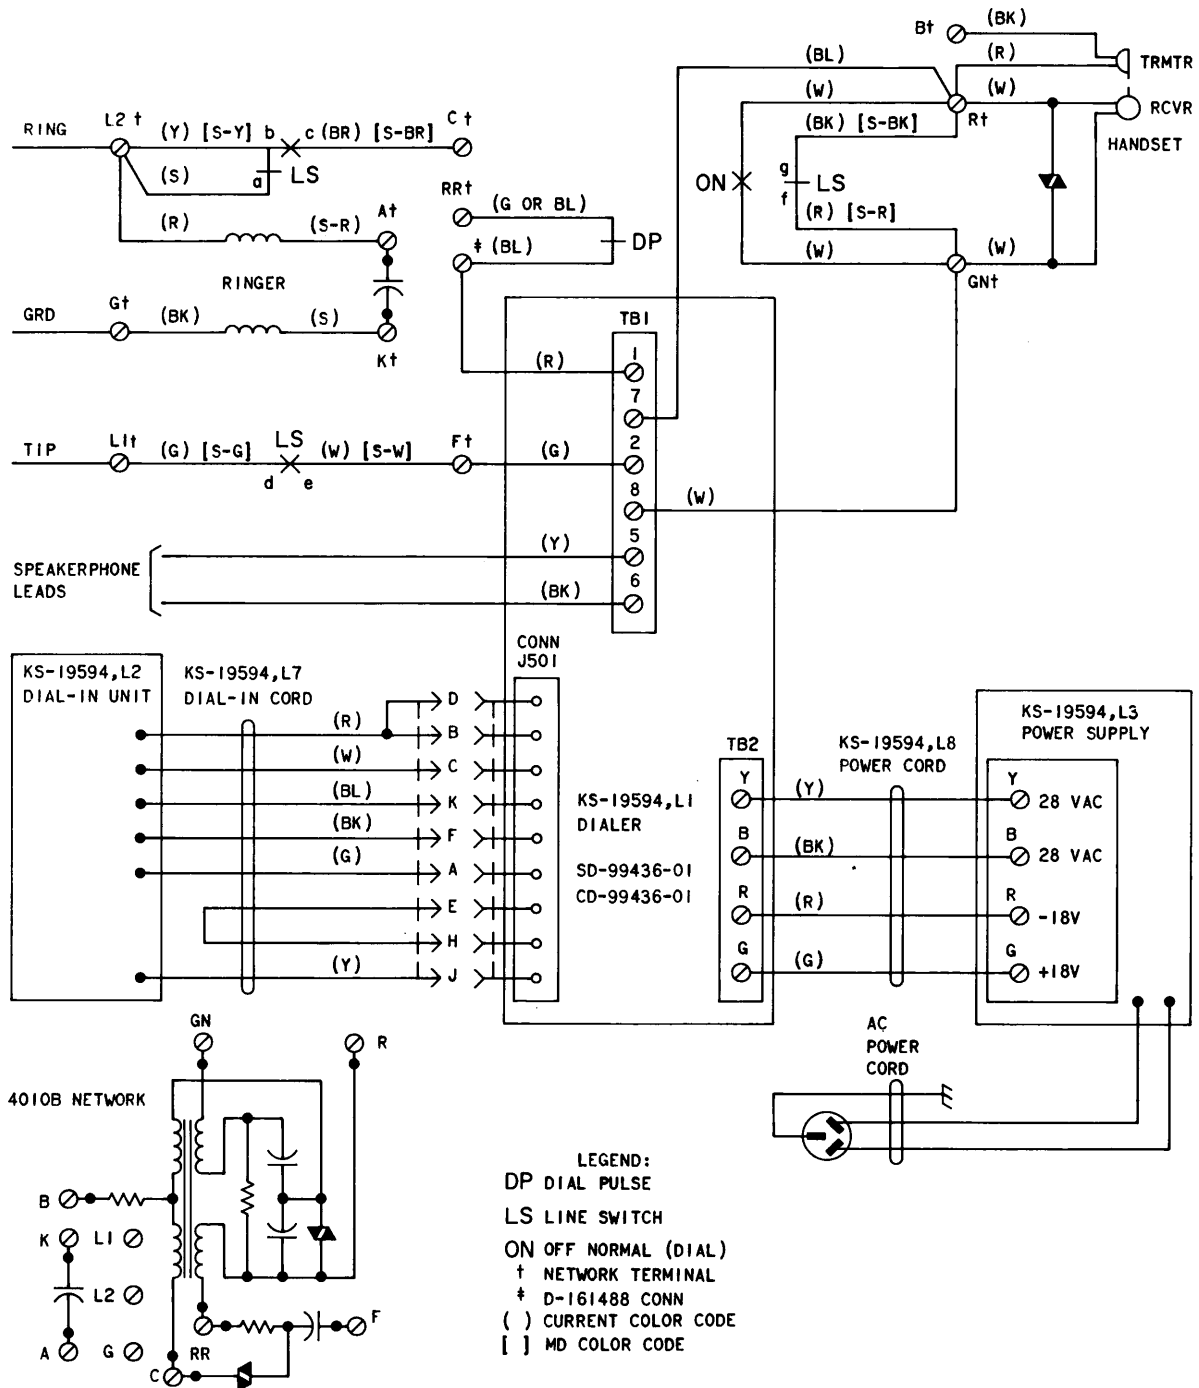 B†
(BK)
(BL)
(R)
TRMTR
(W)
(W)
R†
RCVR
HANDSET
L2 †
C †
RING
(Y) [S-Y] b
c (BR) [S-BR]
(BK) [S-BK]
(S)
a
LS
RR†
(G OR BL)
ON
g
f
LS
(R)
(S-R)
A†
(R) [S-R]
‡ (BL)
DP
(W)
(W)
RINGER
GN†
GRD
G†
(BK)
(S)
K†
TB1
1
(R)
7
TIP
L1†
(G) [S-G]
LS
(W) [S-W]
d
e
F†
(G)
2
8
(W)
5
(Y)
SPEAKERPHONE
LEADS
6
(BK)
CONN
J501
KS-19594,L2
DIAL-IN UNIT
KS-19594,L7
DIAL-IN CORD
(R)
D
B
(W)
C
(BL)
K
(BK)
F
(G)
A
E
H
(Y)
J
KS-19594,L1
DIALER
SD-99436-01
CD-99436-01
TB2
Y
B
R
G
KS-19594,L8
POWER CORD
(Y)
(BK)
(R)
(G)
KS-19594,L3
POWER SUPPLY
Y
28 VAC
B
28 VAC
R
-18V
G
+18V
AC
POWER
CORD
4010B NETWORK
GN
R
B
K
L1
L2
A
G
RR
F
C
LEGEND:
DP DIAL PULSE
LS LINE SWITCH
ON OFF NORMAL (DIAL)
† NETWORK TERMINAL
‡ D-161488 CONN
( ) CURRENT COLOR CODE
[ ] MD COLOR CODE